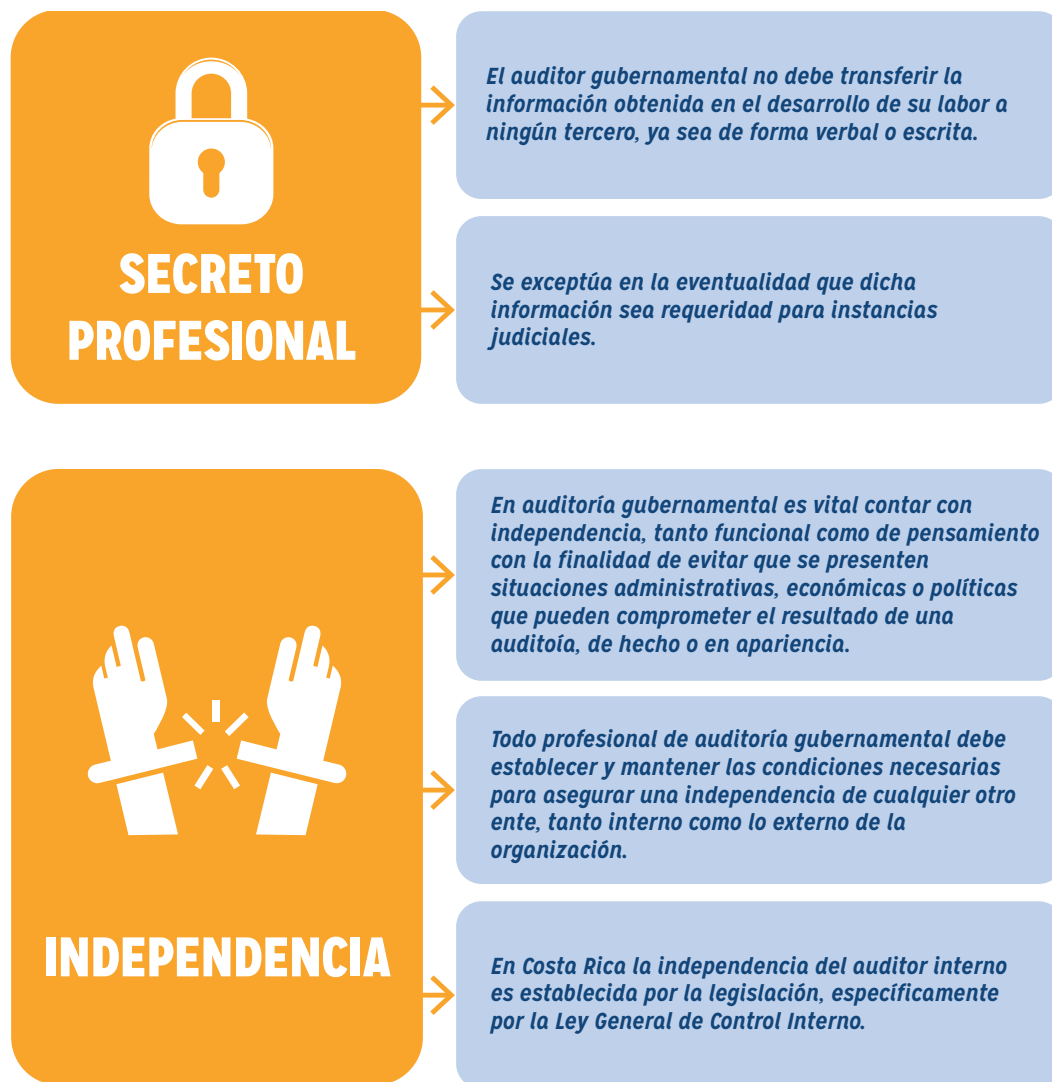 SECRETO
PROFESIONAL
El auditor gubernamental no debe transferir la
información obtenida en el desarrollo de su labor a
ningún tercero, ya sea de forma verbal o escrita.
Se exceptúa en la eventualidad que dicha
información sea requeridad para instancias
judiciales.
INDEPENDENCIA
En auditoría gubernamental es vital contar con
independencia, tanto funcional como de pensamiento
con la finalidad de evitar que se presenten
situaciones administrativas, económicas o políticas
que pueden comprometer el resultado de una
auditoía, de hecho o en apariencia.
Todo profesional de auditoría gubernamental debe
establecer y mantener las condiciones necesarias
para asegurar una independencia de cualquier otro
ente, tanto interno como lo externo de la
organización.
En Costa Rica la independencia del auditor interno
es establecida por la legislación, específicamente
por la Ley General de Control Interno.